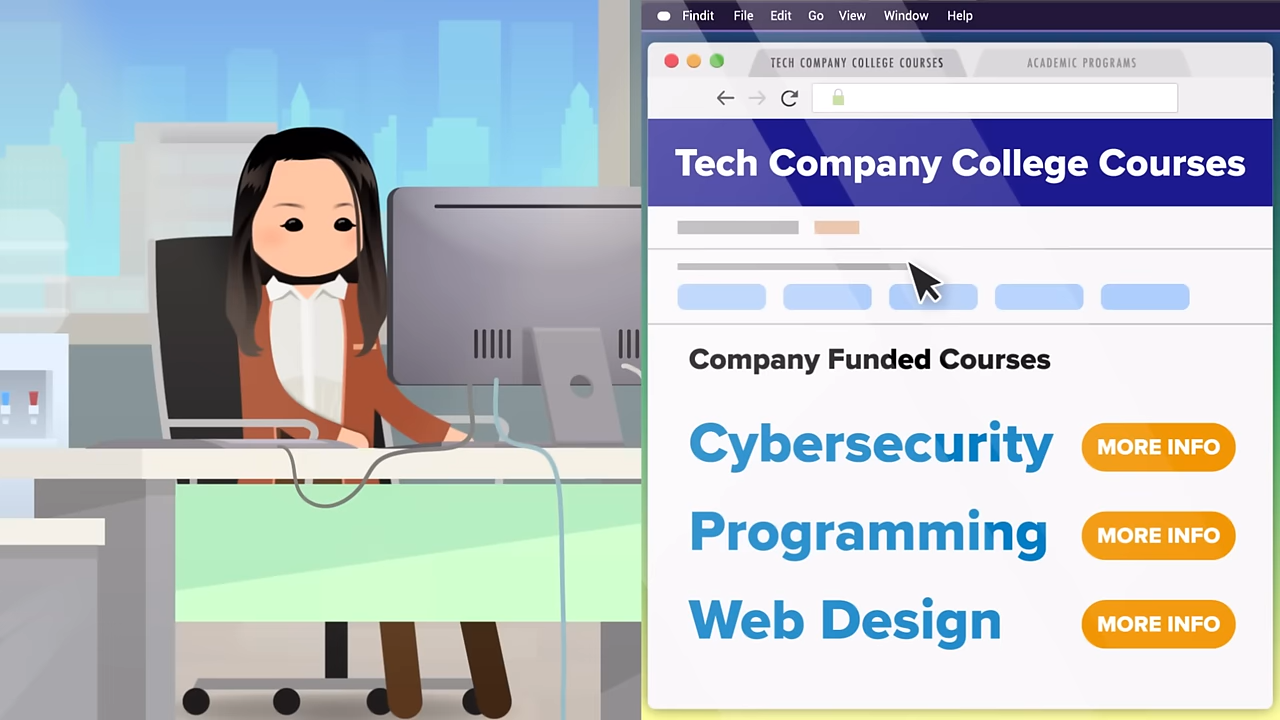 Findit File Edit Go View Window Help
TECH COMPANY COLLEGE COURSES ACADEMIC PROGRAMS
Tech Company College Courses
Company Funded Courses
Cybersecurity MORE INFO
Programming MORE INFO
Web Design MORE INFO